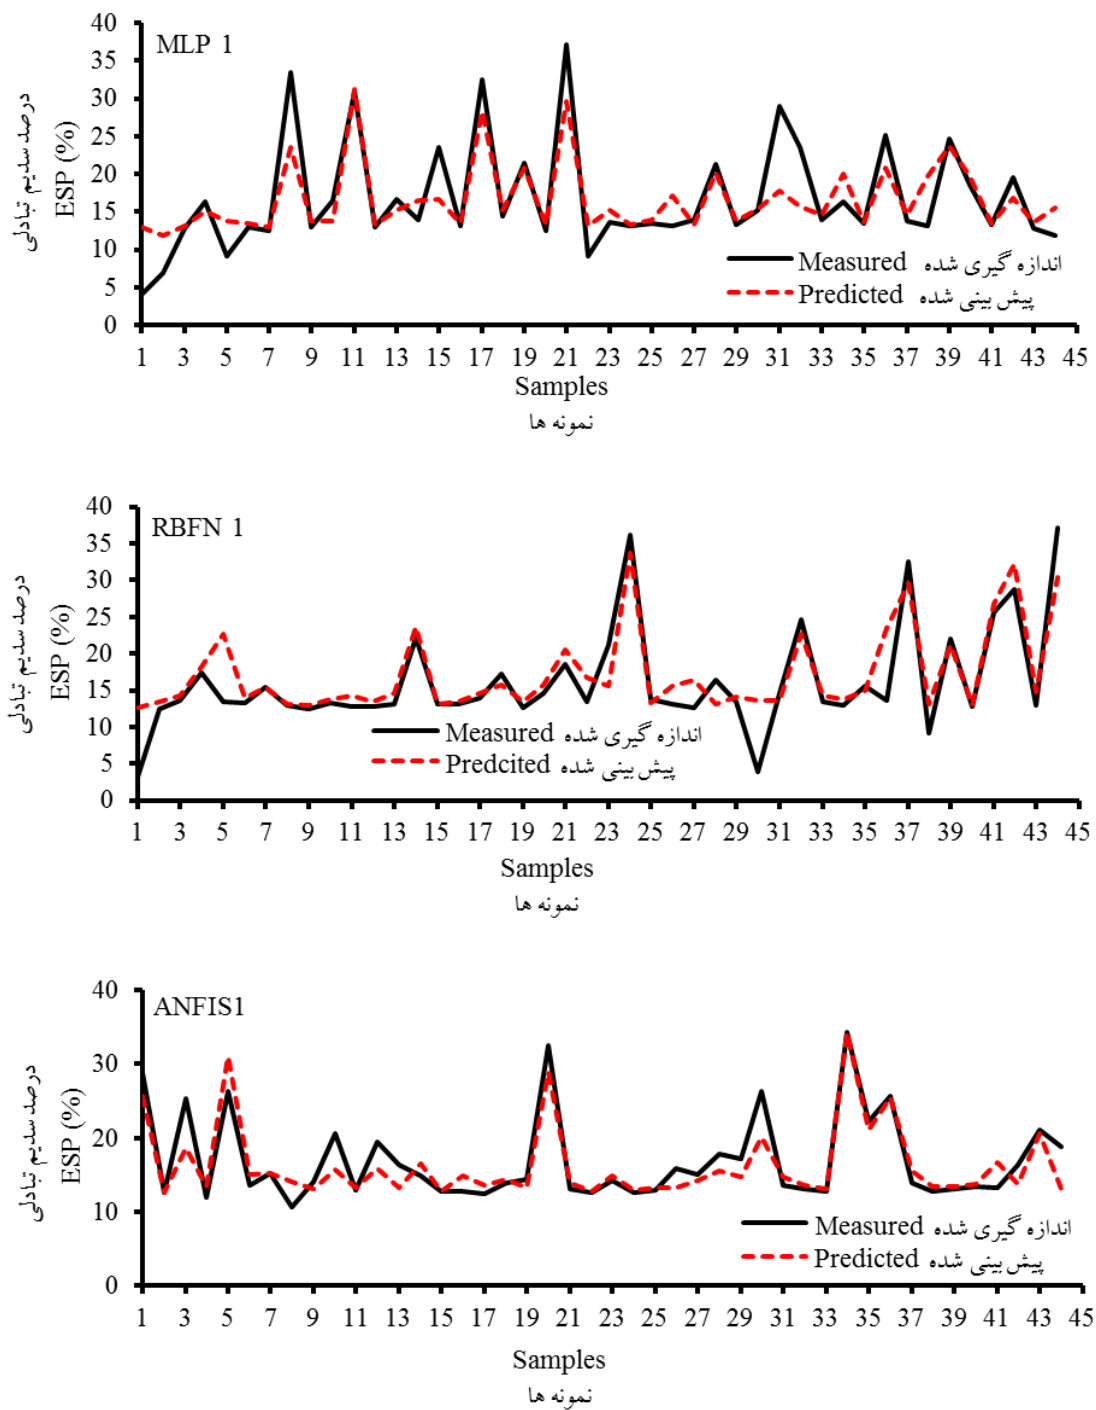 MLP 1
درصد سدیم تبادلی
ESP (%)
40
35
30
25
20
15
10
5
0
Measured اندازه گیری شده
Predicted پیش بینی شده
1 3 5 7 9 11 13 15 17 19 21 23 25 27 29 31 33 35 37 39 41 43 45
Samples
نمونه ها
RBFN 1
درصد سدیم تبادلی
ESP (%)
40
35
30
25
20
15
10
5
0
Measured اندازه گیری شده
Predcited پیش بینی شده
1 3 5 7 9 11 13 15 17 19 21 23 25 27 29 31 33 35 37 39 41 43 45
Samples
نمونه ها
ANFIS1
درصد سدیم تبادلی
ESP (%)
40
30
20
10
0
Measured اندازه گیری شده
Predicted پیش بینی شده
1 3 5 7 9 11 13 15 17 19 21 23 25 27 29 31 33 35 37 39 41 43 45
Samples
نمونه ها